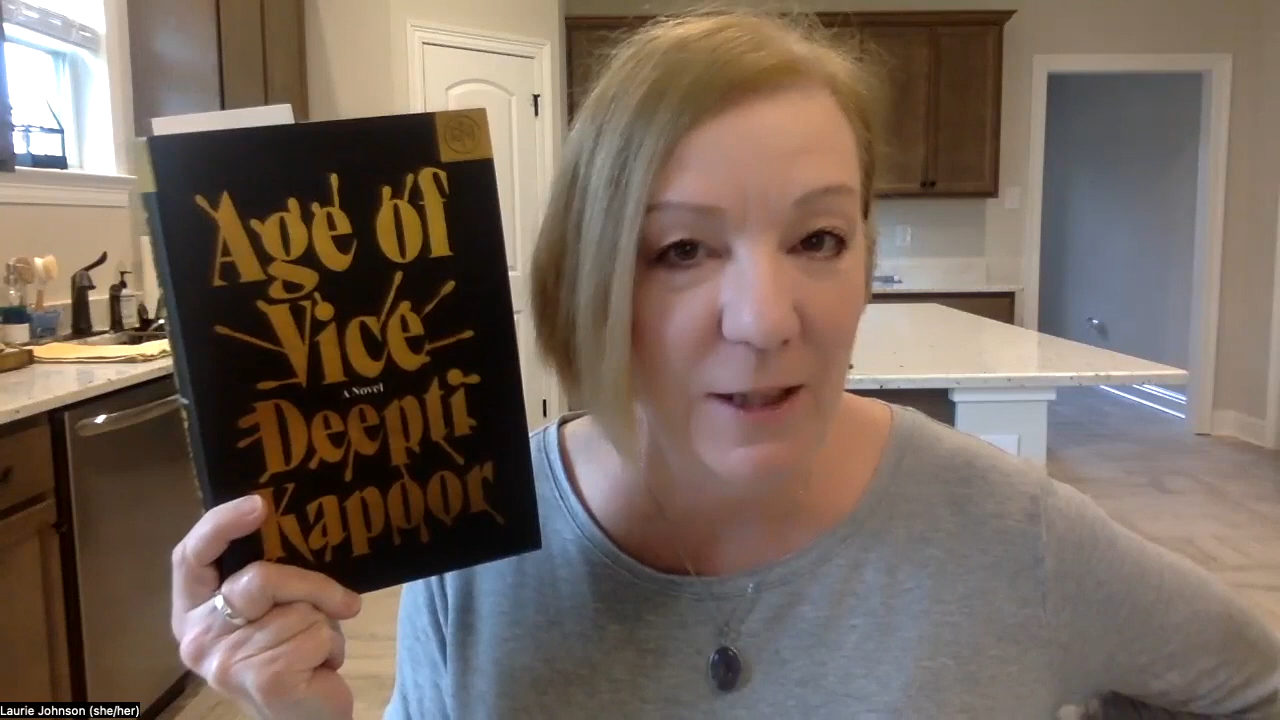 Age of
Vice
A Novel
Deepti
Kapoor
Laurie Johnson (she/her)